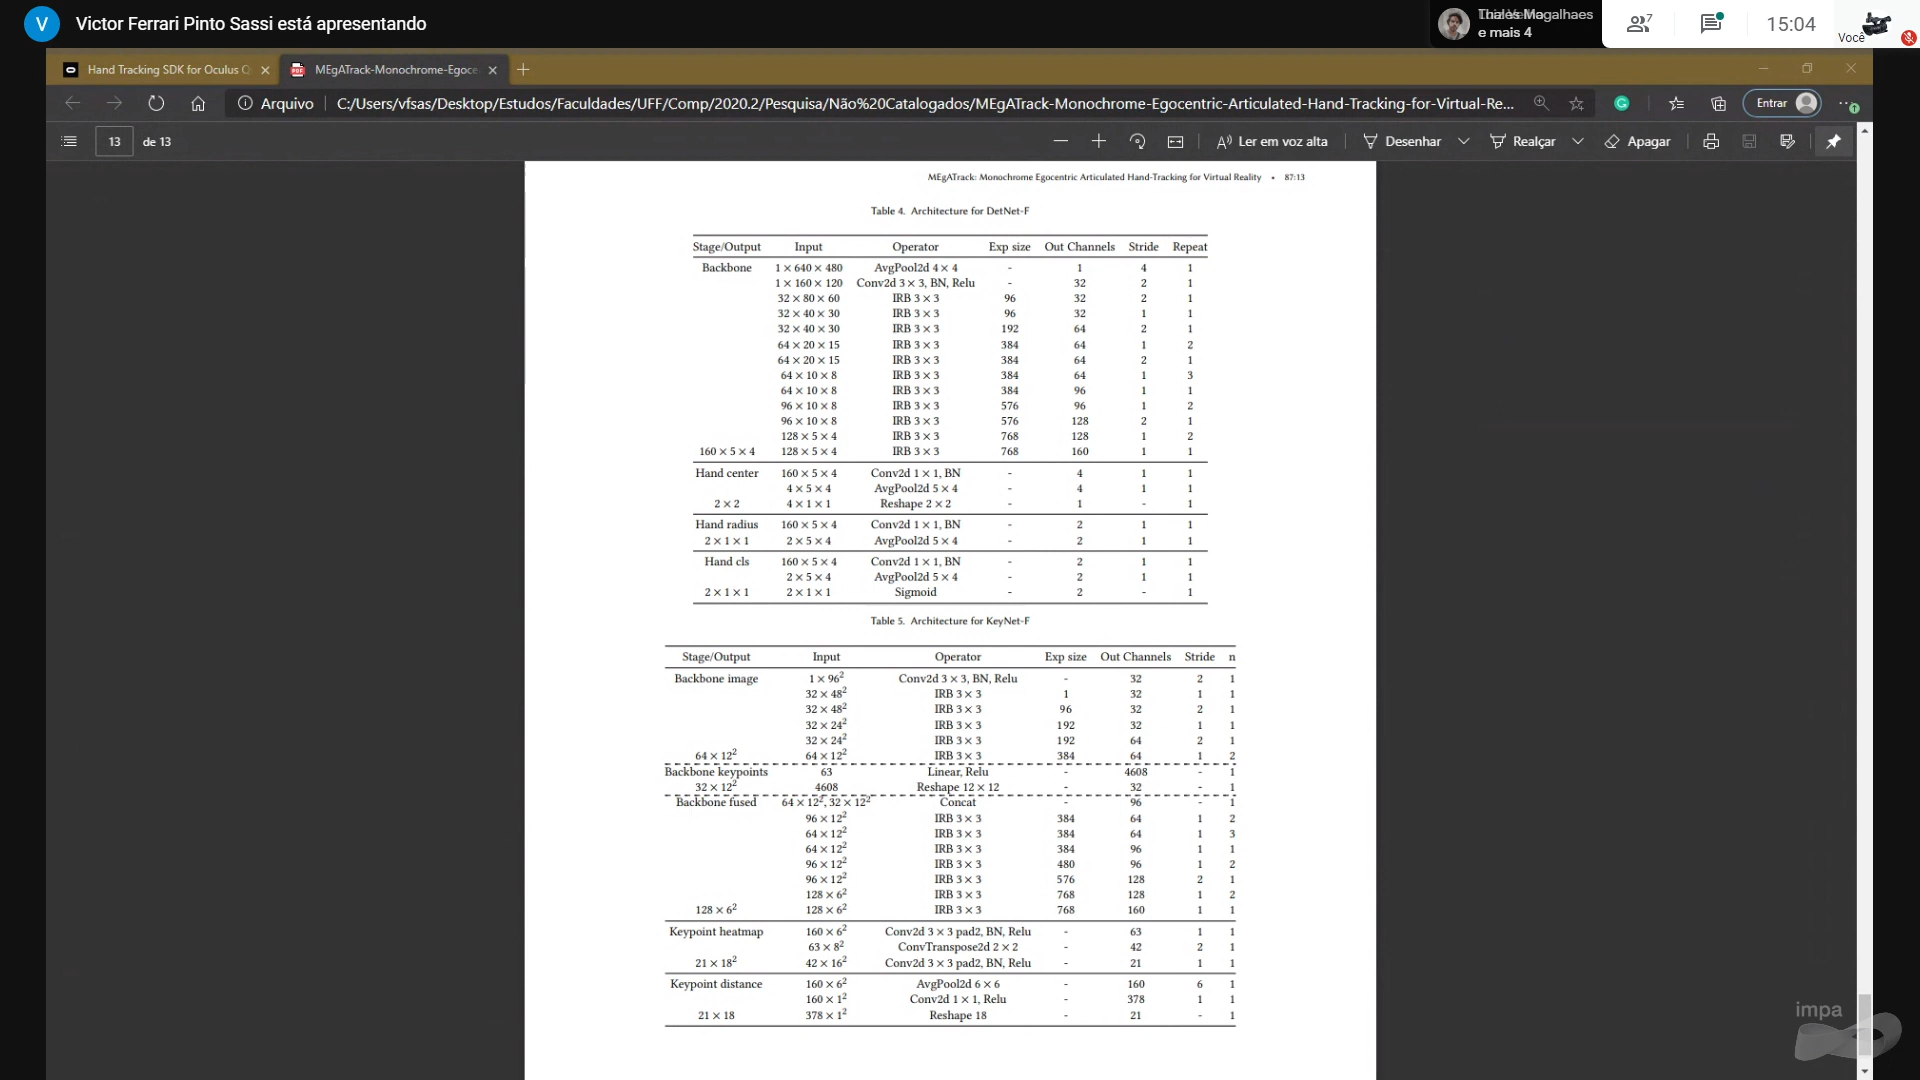 V Victor Ferrari Pinto Sassi está apresentando
Magalhaes
e mais 4
7
15:04
Você
Hand Tracking SDK for Oculus Q
MEgATrack-Monochrome-Egoce
Arquivo
C:/Users/vfsas/Desktop/Estudos/Faculdades/UFF/Comp/2020.2/Pesquisa/Não%20Catalogados/MEgATrack-Monochrome-Egocentric-Articulated-Hand-Tracking-for-Virtual-Re...
Entrar
13 de 13
Ler em voz alta
Desenhar
Realçar
Apagar
MEgATrack: Monochrome Egocentric Articulated Hand-Tracking for Virtual Reality • 87:13
Table 4. Architecture for DetNet-F
Stage/Output Input Operator Exp size Out Channels Stride Repeat
Backbone 1 × 640 × 480 AvgPool2d 4 × 4 - 1 4 1
1 × 160 × 120 Conv2d 3 × 3, BN, Relu - 32 2 1
32 × 80 × 60 IRB 3 × 3 96 32 2 1
32 × 40 × 30 IRB 3 × 3 96 32 1 1
32 × 40 × 30 IRB 3 × 3 192 64 2 1
64 × 20 × 15 IRB 3 × 3 384 64 1 2
64 × 20 × 15 IRB 3 × 3 384 64 2 1
64 × 10 × 8 IRB 3 × 3 384 64 1 3
64 × 10 × 8 IRB 3 × 3 384 96 1 1
96 × 10 × 8 IRB 3 × 3 576 96 1 2
96 × 10 × 8 IRB 3 × 3 576 128 2 1
128 × 5 × 4 IRB 3 × 3 768 128 1 2
160 × 5 × 4 128 × 5 × 4 IRB 3 × 3 768 160 1 1
Hand center 160 × 5 × 4 Conv2d 1 × 1, BN - 4 1 1
4 × 5 × 4 AvgPool2d 5 × 4 - 4 1 1
2 × 2 4 × 1 × 1 Reshape 2 × 2 - 1 - 1
Hand radius 160 × 5 × 4 Conv2d 1 × 1, BN - 2 1 1
2 × 1 × 1 2 × 5 × 4 AvgPool2d 5 × 4 - 2 1 1
Hand cls 160 × 5 × 4 Conv2d 1 × 1, BN - 2 1 1
2 × 5 × 4 AvgPool2d 5 × 4 - 2 1 1
2 × 1 × 1 2 × 1 × 1 Sigmoid - 2 - 1
Table 5. Architecture for KeyNet-F
Stage/Output Input Operator Exp size Out Channels Stride n
Backbone image 1 × 96² Conv2d 3 × 3, BN, Relu - 32 2 1
32 × 48² IRB 3 × 3 1 32 1 1
32 × 48² IRB 3 × 3 96 32 2 1
32 × 24² IRB 3 × 3 192 32 1 1
32 × 24² IRB 3 × 3 192 64 2 1
64 × 12² 64 × 12² IRB 3 × 3 384 64 1 2
Backbone keypoints 63 Linear, Relu - 4608 - 1
32 × 12² 4608 Reshape 12 × 12 - 32 - 1
Backbone fused 64 × 12², 32 × 12² Concat - 96 - 1
96 × 12² IRB 3 × 3 384 64 1 2
64 × 12² IRB 3 × 3 384 64 1 3
64 × 12² IRB 3 × 3 384 96 1 1
96 × 12² IRB 3 × 3 480 96 1 2
96 × 12² IRB 3 × 3 576 128 2 1
128 × 6² IRB 3 × 3 768 128 1 2
128 × 6² 128 × 6² IRB 3 × 3 768 160 1 1
Keypoint heatmap 160 × 6² Conv2d 3 × 3 pad2, BN, Relu - 63 1 1
63 × 8² ConvTranspose2d 2 × 2 - 42 2 1
21 × 18² 42 × 16² Conv2d 3 × 3 pad2, BN, Relu - 21 1 1
Keypoint distance 160 × 6² AvgPool2d 6 × 6 - 160 6 1
160 × 1² Conv2d 1 × 1, Relu - 378 1 1
21 × 18 378 × 1² Reshape 18 - 21 - 1
impa